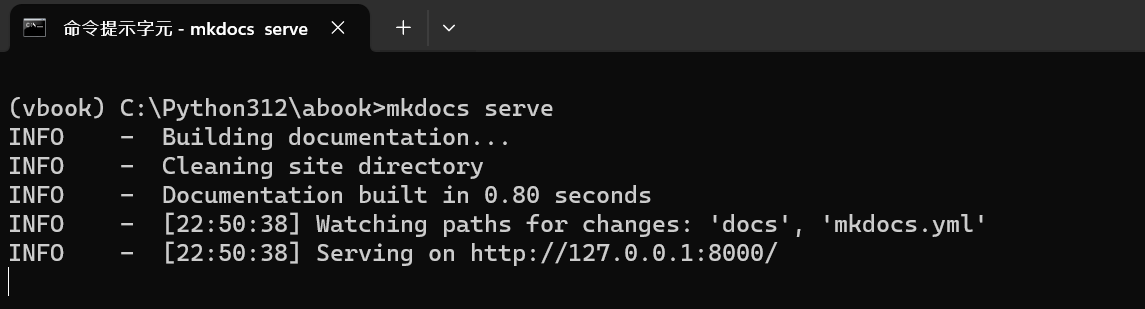 命令提示字元 - mkdocs  serve
(vbook) C:\Python312\abook>mkdocs serve
INFO    -  Building documentation...
INFO    -  Cleaning site directory
INFO    -  Documentation built in 0.80 seconds
INFO    -  [22:50:38] Watching paths for changes: 'docs', 'mkdocs.yml'
INFO    -  [22:50:38] Serving on http://127.0.0.1:8000/